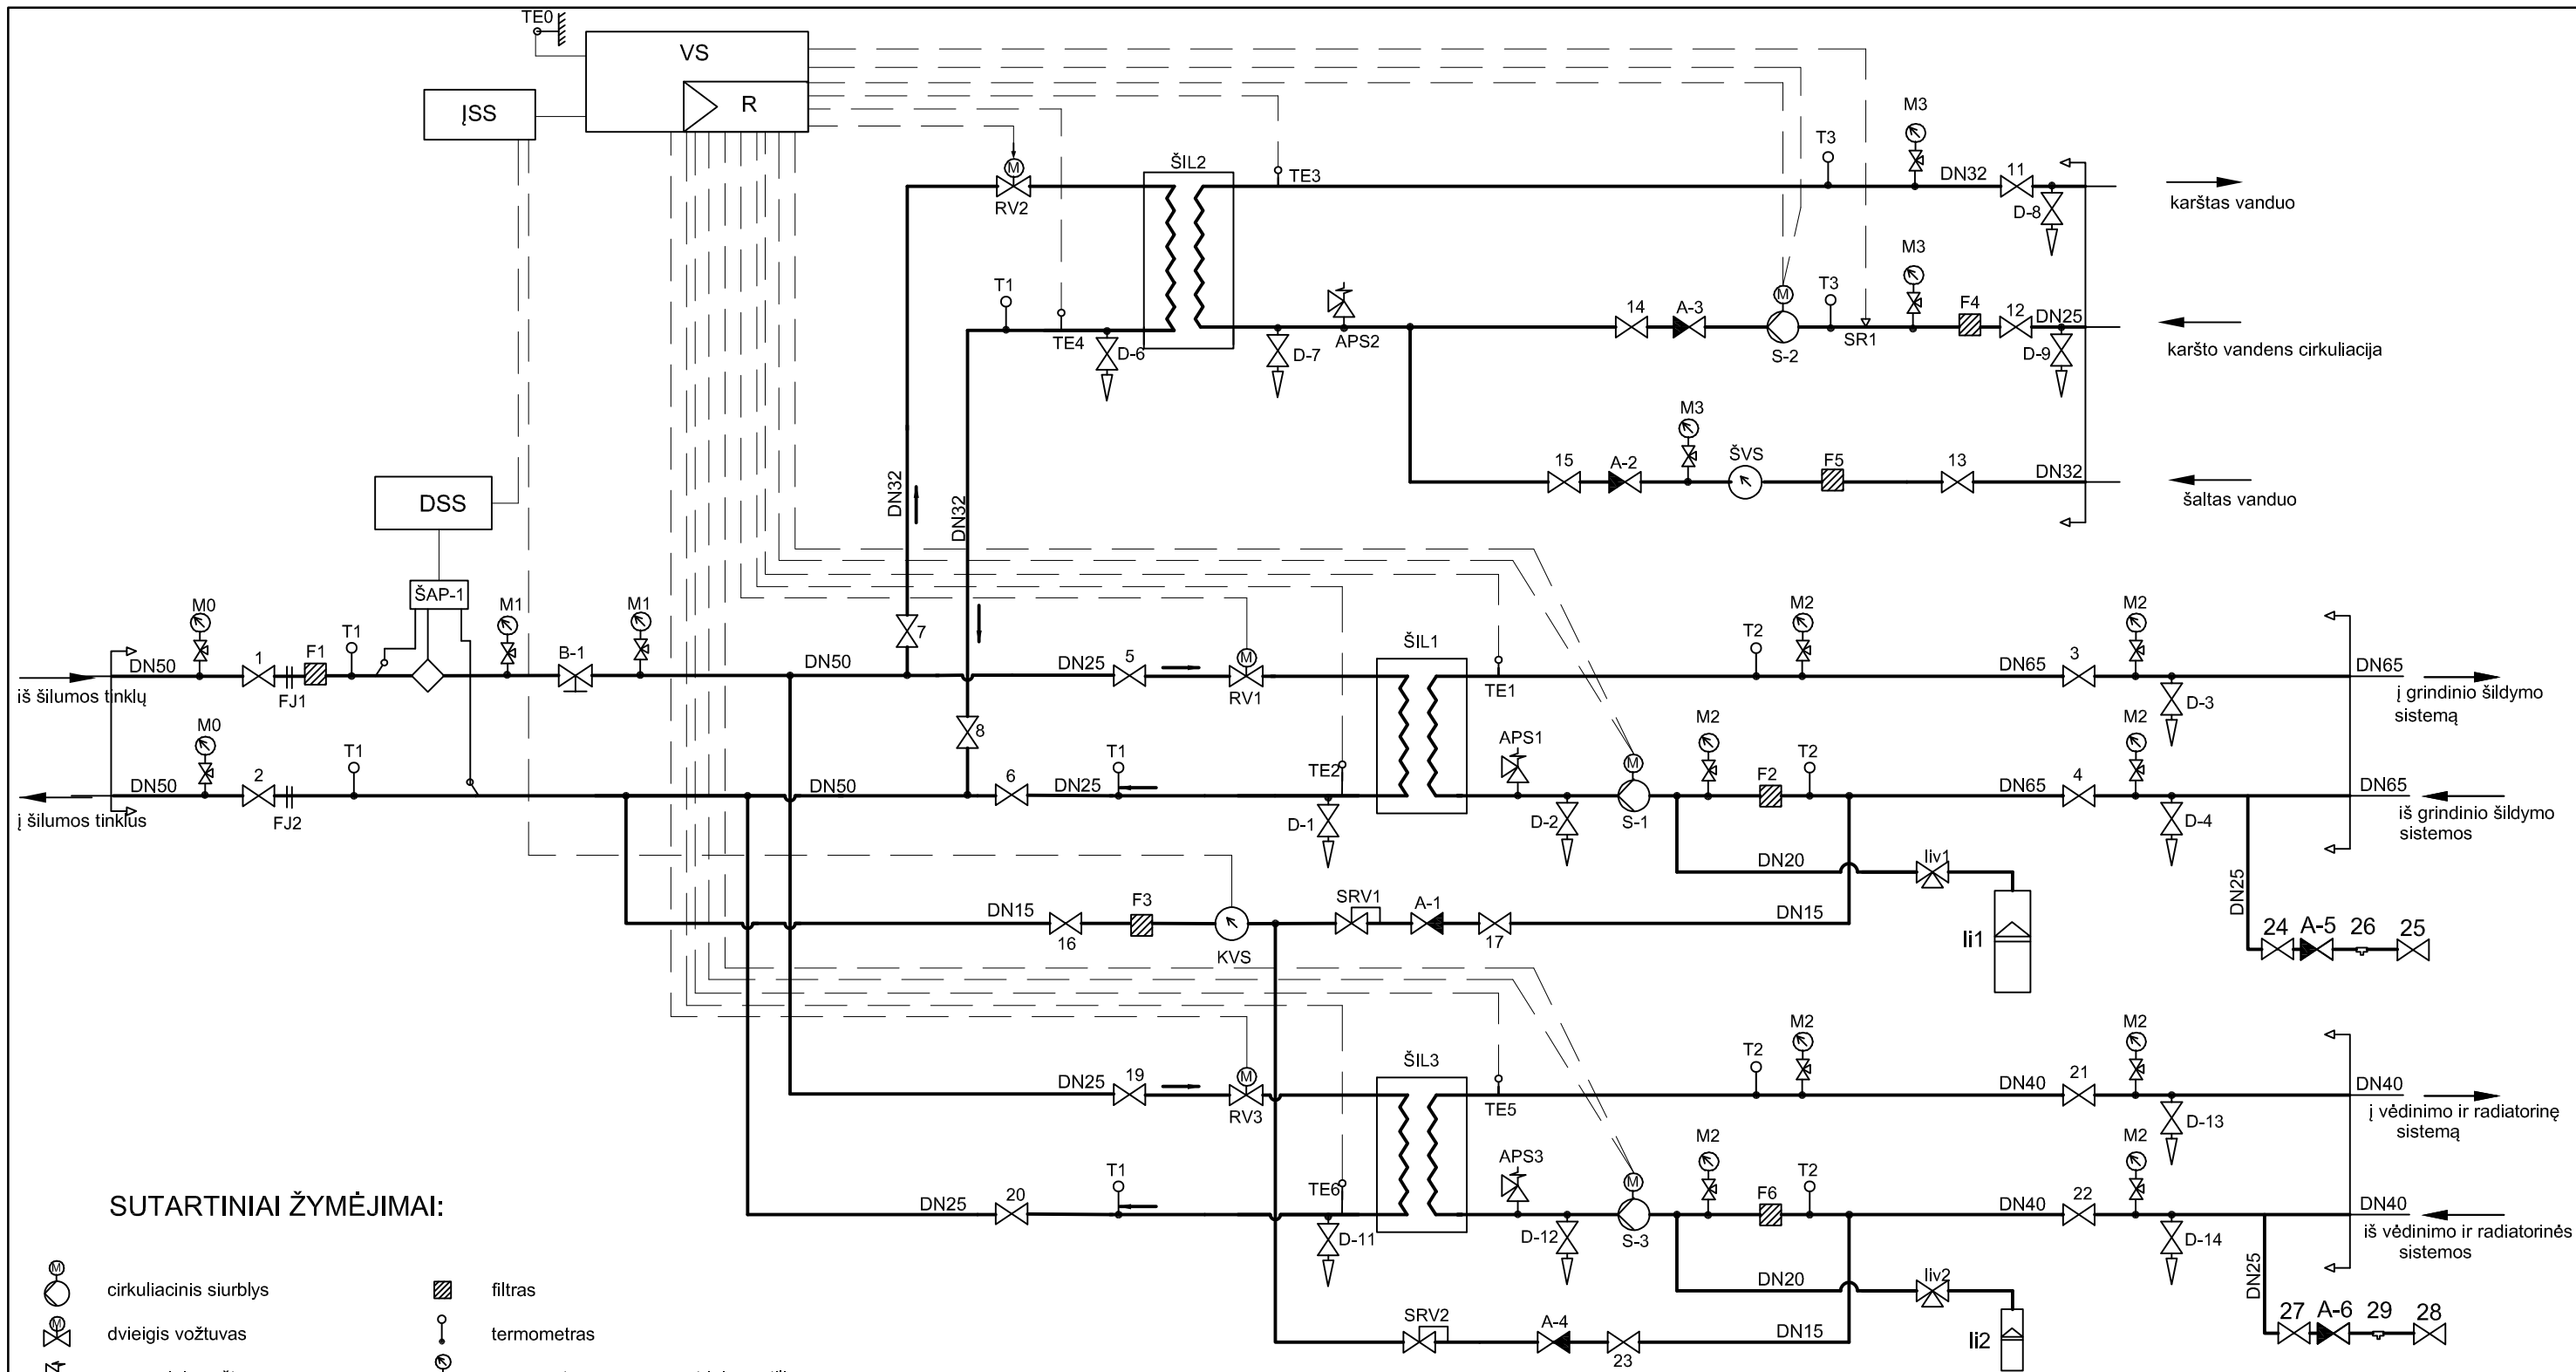 TE0
VS
R
ĮSS
M
RV2
ŠIL2
TE3
T3
M3
DN32
11
D-8
karštas vanduo
T1
TE4
D-6
D-7
APS2
14
A-3
M
S-2
T3
SR1
M3
F4
12
DN25
D-9
karšto vandens cirkuliacija
DSS
DN32
DN32
15
A-2
M3
ŠVS
F5
13
DN32
šaltas vanduo
ŠAP-1
M0
DN50
1
FJ1
F1
T1
M1
B-1
M1
DN50
7
DN25
5
M
RV1
ŠIL1
TE1
T2
M2
DN65
3
M2
D-3
DN65
į grindinio šildymo
sistemą
iš šilumos tinklų
M0
DN50
2
FJ2
T1
DN50
8
6
DN25
T1
TE2
D-1
APS1
D-2
M
S-1
M2
F2
T2
DN65
4
M2
D-4
DN65
iš grindinio šildymo
sistemos
į šilumos tinklus
DN20
Iiv1
Ii1
DN25
DN15
16
F3
KVS
SRV1
A-1
17
DN15
24
A-5
26
25
DN25
19
M
RV3
ŠIL3
TE5
T2
M2
DN40
21
M2
D-13
DN40
į vėdinimo ir radiatorinę
sistemą
DN25
20
T1
TE6
D-11
APS3
D-12
M
S-3
M2
F6
T2
DN40
22
M2
D-14
DN40
iš vėdinimo ir radiatorinės
sistemos
DN20
Iiv2
Ii2
DN25
SRV2
A-4
23
DN15
27
A-6
29
28
SUTARTINIAI ŽYMĖJIMAI:
M
cirkuliacinis siurblys
filtras
M
dvieigis vožtuvas
termometras